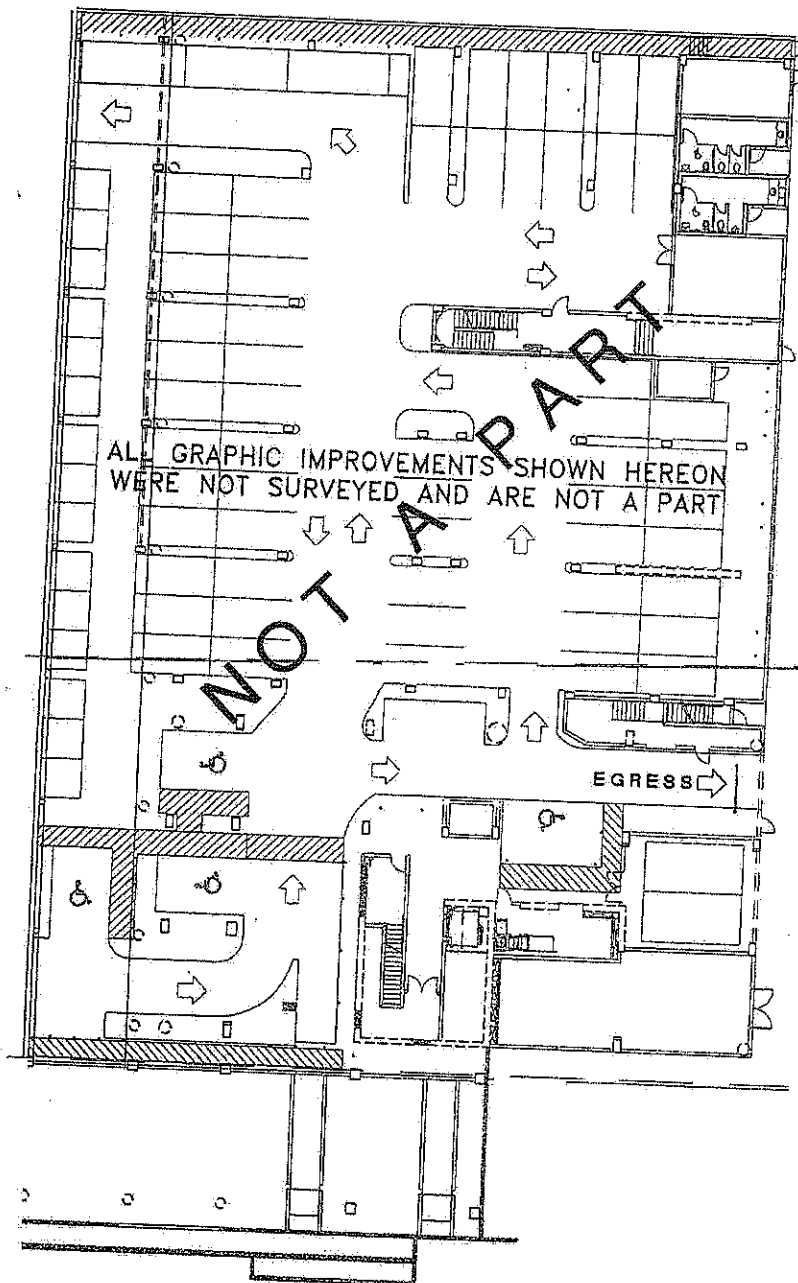 ALL GRAPHIC IMPROVEMENTS SHOWN HEREON
WERE NOT SURVEYED AND ARE NOT A PART
NOT A PART
EGRESS